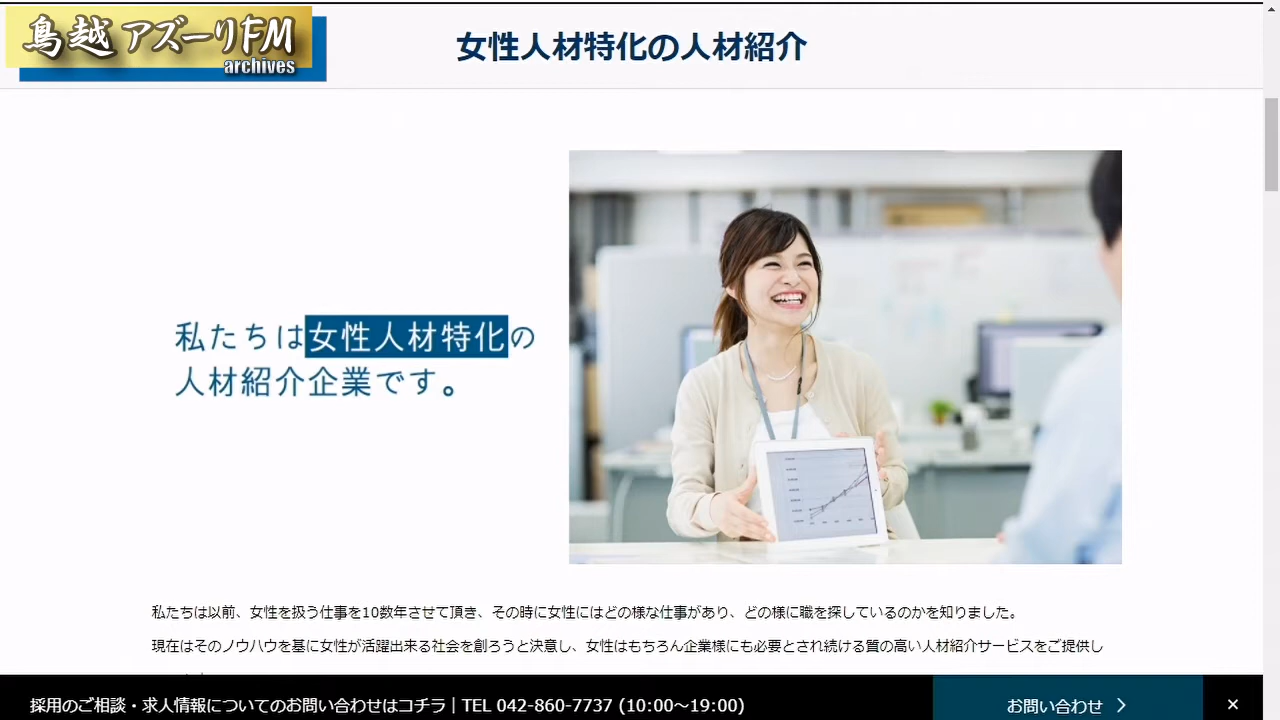 鳥越 アズーリFM
archives
女性人材特化の人材紹介
私たちは女性人材特化の
人材紹介企業です。
私たちは以前、女性を扱う仕事を10数年させて頂き、その時に女性にはどの様な仕事があり、どの様に職を探しているのかを知りました。
現在はそのノウハウを基に女性が活躍出来る社会を創ろうと決意し、女性はもちろん企業様にも必要とされ続ける質の高い人材紹介サービスをご提供し
採用のご相談・求人情報についてのお問い合わせはコチラ | TEL 042-860-7737 (10:00～19:00)
お問い合わせ